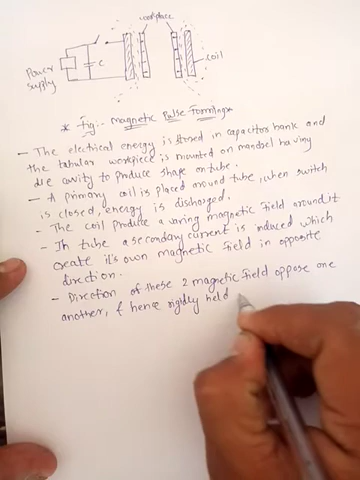 workplace
Power
supply
C
coil
* Fig:- Magnetic Pulse Forming *
- The electrical energy is stored in capacitors bank and
the tabular workpiece is mounted on mandrel having
die cavity to produce shape on tube.
- A primary coil is placed around tube, when switch
is closed, energy is discharged.
- The coil produce a varing magnetic field around it
- In tube a secondary current is induced which
create it's own magnetic field in opposite
direction.
- Direction of these 2 magnetic field oppose one
another, & hence rigidly held